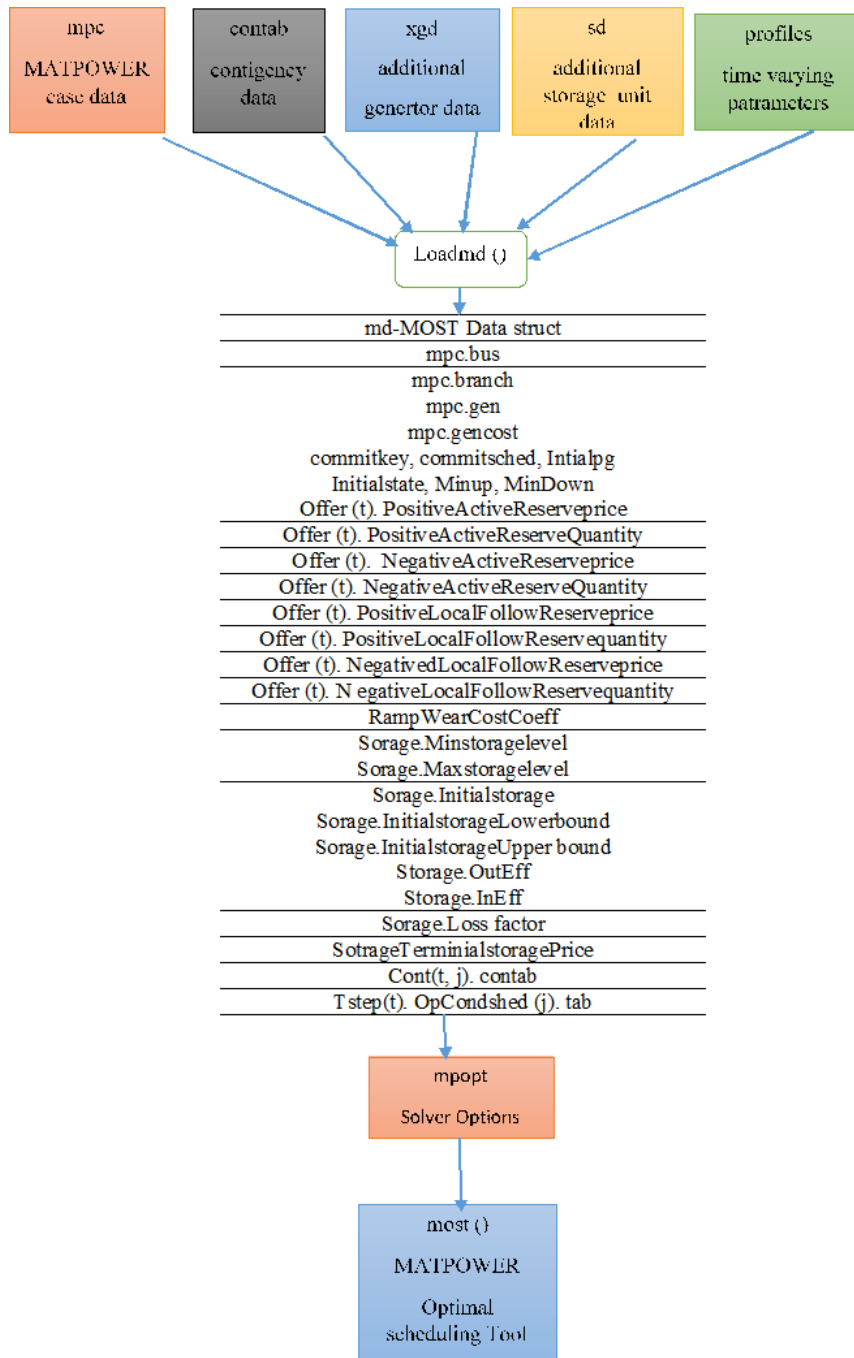 mpc
MATPOWER
case data
contab
contigency
data
xgd
additional
genertor data
sd
additional
storage unit
data
profiles
time varying
patrameters
Loadmd ()
md-MOST Data struct
mpc.bus
mpc.branch
mpc.gen
mpc.gencost
commitkey, commitsched, Intialpg
Initialstate, Minup, MinDown
Offer (t). PositiveActiveReserveprice
Offer (t). PositiveActiveReserveQuantity
Offer (t).  NegativeActiveReserveprice
Offer (t). NegativeActiveReserveQuantity
Offer (t). PositiveLocalFollowReserveprice
Offer (t). PositiveLocalFollowReservequantity
Offer (t). NegativedLocalFollowReserveprice
Offer (t). N egativeLocalFollowReservequantity
RampWearCostCoeff
Sorage.Minstoragelevel
Sorage.Maxstoragelevel
Sorage.Initialstorage
Sorage.InitialstorageLowerbound
Sorage.InitialstorageUpper bound
Storage.OutEff
Storage.InEff
Sorage.Loss factor
SotrageTerminialstoragePrice
Cont(t, j). contab
Tstep(t). OpCondshed (j). tab
mpopt
Solver Options
most ()
MATPOWER
Optimal
scheduling Tool